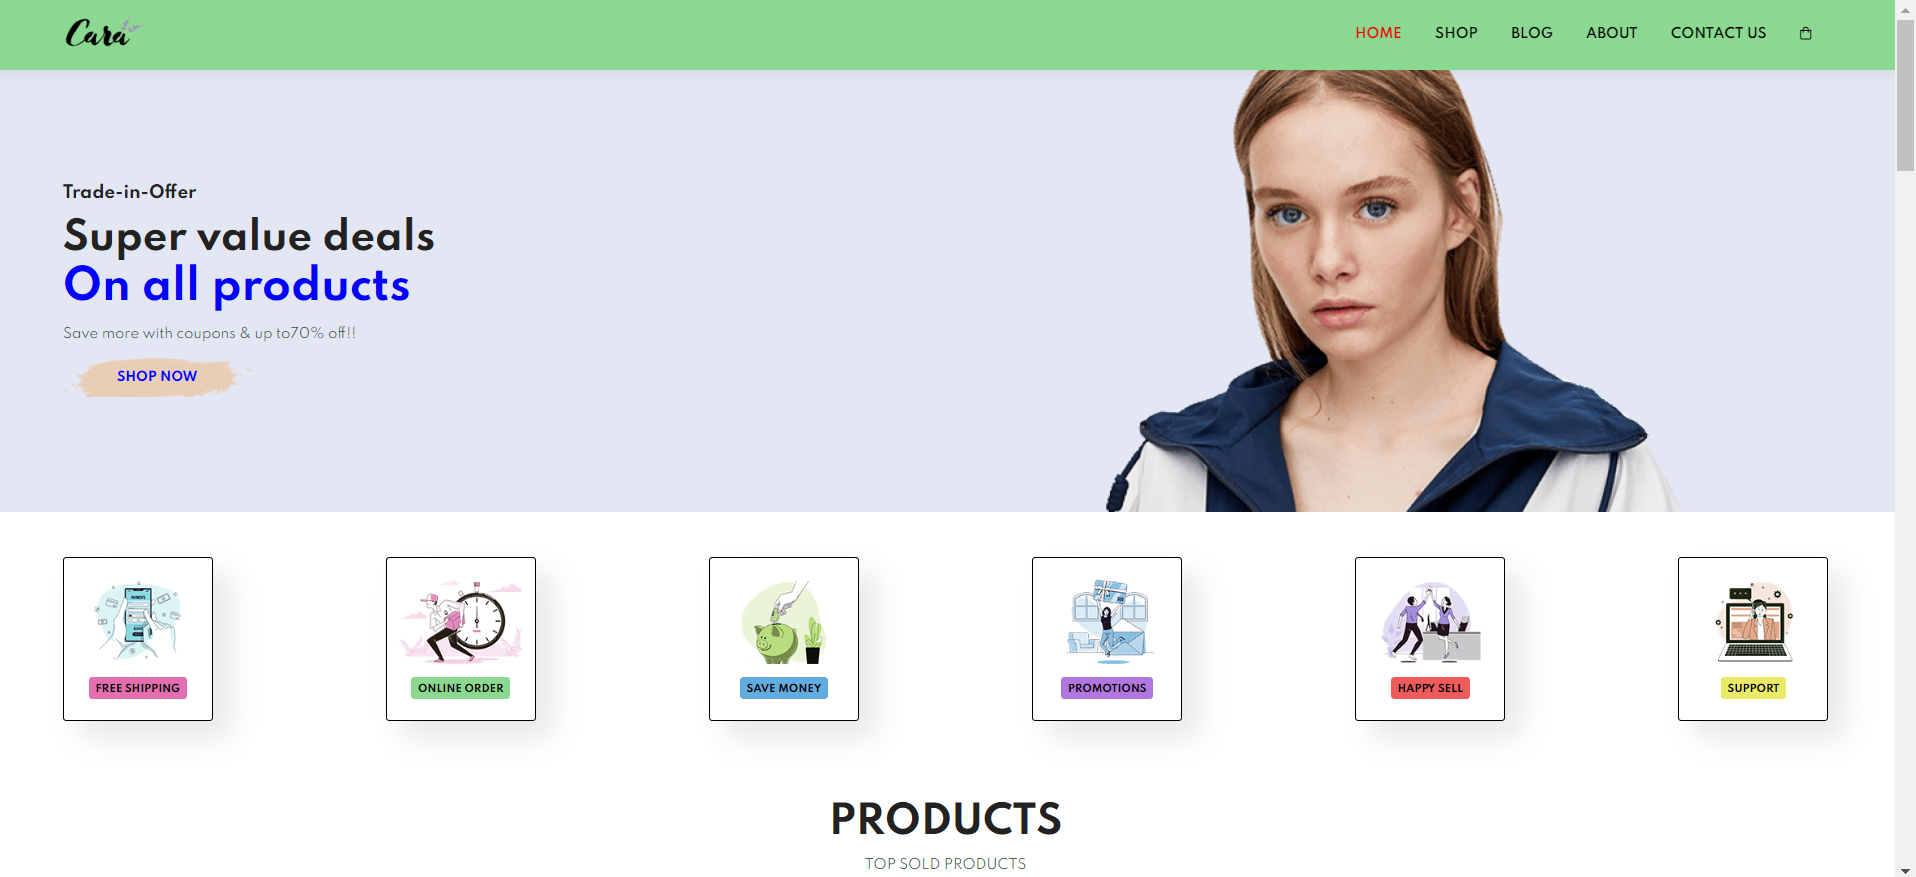 Cara
HOME SHOP BLOG ABOUT CONTACT US
Trade-in-Offer
Super value deals
On all products
Save more with coupons & up to70% off!!
SHOP NOW
FREE SHIPPING
ONLINE ORDER
SAVE MONEY
PROMOTIONS
HAPPY SELL
SUPPORT
PRODUCTS
TOP SOLD PRODUCTS